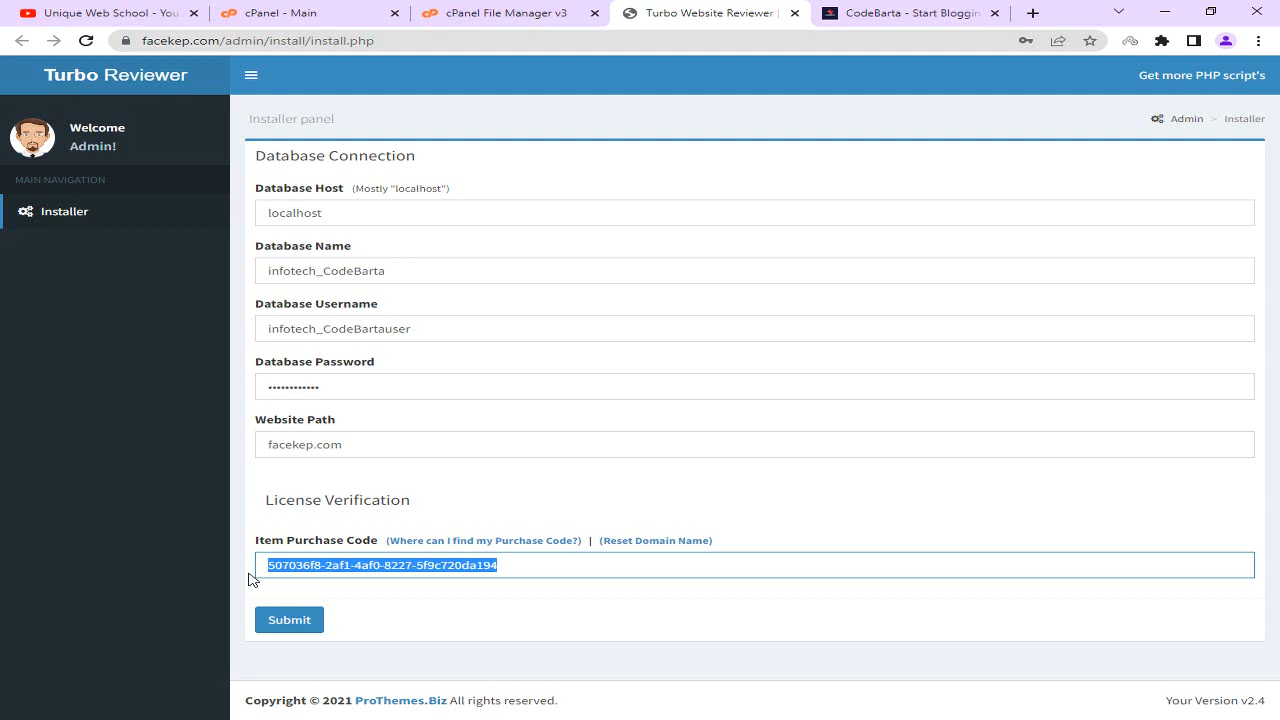 Unique Web School - You
cPanel - Main
cPanel File Manager v3
Turbo Website Reviewer |
CodeBarta - Start Bloggin
facekep.com/admin/install/install.php
Turbo Reviewer
Get more PHP script's
Welcome
Admin!
MAIN NAVIGATION
Installer
Installer panel
Admin > Installer
Database Connection
Database Host (Mostly "localhost")
localhost
Database Name
infotech_CodeBarta
Database Username
infotech_CodeBartauser
Database Password
••••••••••••
Website Path
facekep.com
License Verification
Item Purchase Code (Where can I find my Purchase Code?) | (Reset Domain Name)
507036f8-2af1-4af0-8227-5f9c720da194
Submit
Copyright © 2021 ProThemes.Biz All rights reserved.
Your Version v2.4